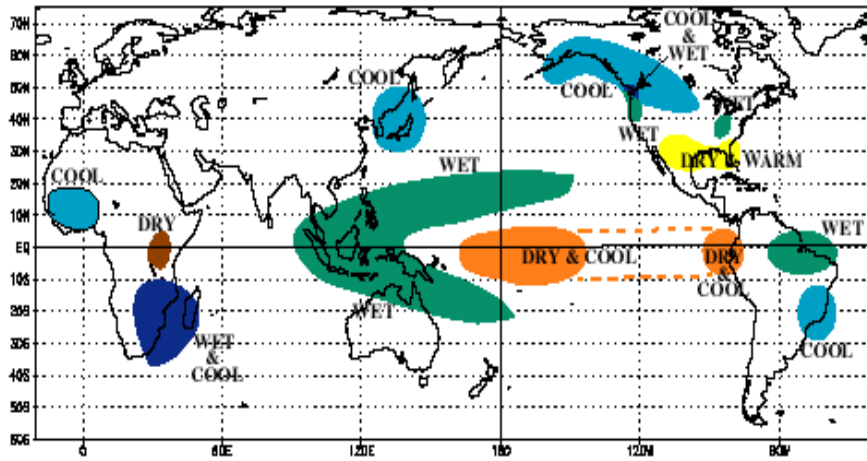 COOL
&
WET
70N
60N
50N
40N
30N
20N
10N
EQ
10S
20S
30S
40S
50S
60S
COOL
COOL
WET
WET
DRY & WARM
COOL
WET
DRY
WET
DRY & COOL
DRY
&
COOL
WET
WET
&
COOL
COOL
0
60E
120E
180
120W
60W